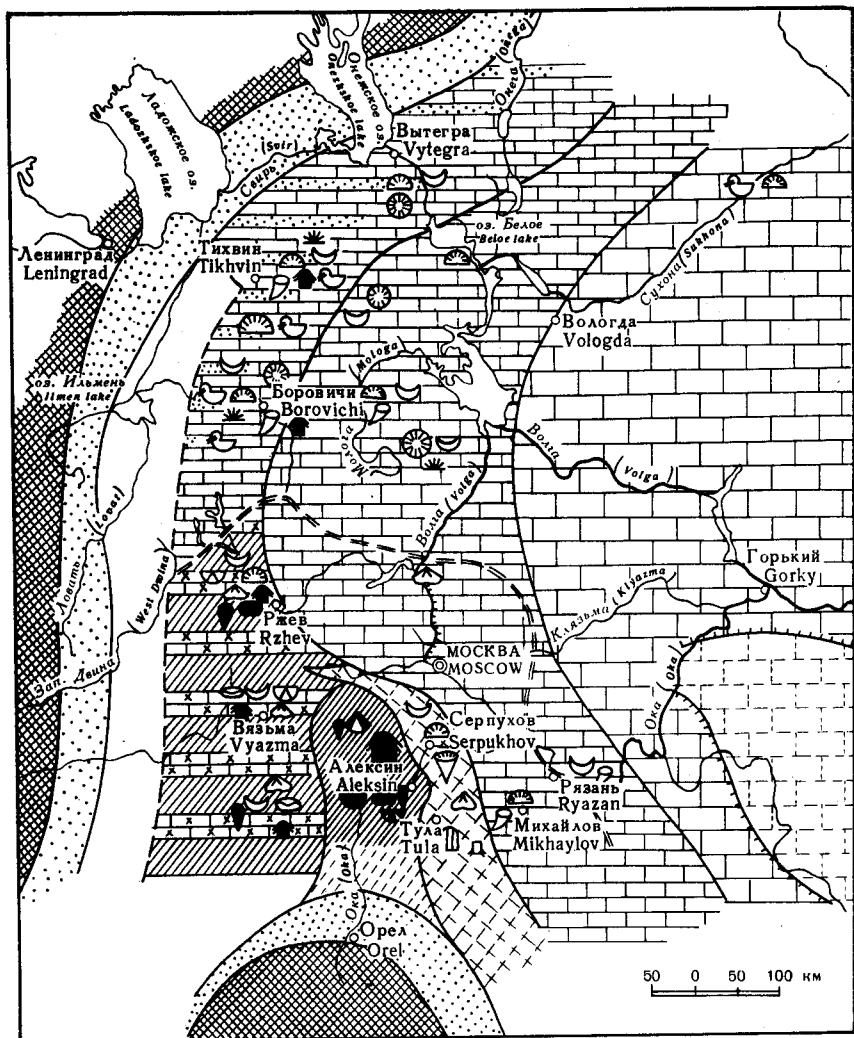 Онежское оз.
Onezhskoe lake
Онега
(Onega)
Ладожское оз.
Ladozhskoe lake
Свирь
(Svir)
Вытегра
Vytegra
Ленинград
Leningrad
Тихвин
Tikhvin
оз. Белое
Beloe lake
Сухона (Sukhona)
Вологда
Vologda
оз. Ильмень
Ilmen lake
(Mologa)
Молога
Боровичи
Borovichi
Волга
(Volga)
Волга (Volga)
Ловать (Lovat)
Горький
Gorky
Зап. Двина (West Dwina)
Клязьма (Klyazma)
Ржев
Rzhev
МОСКВА
MOSCOW
Ока (Oka)
Вязьма
Vyazma
Серпухов
Serpukhov
Алексин
Aleksin
Рязань
Ryazan
Тула
Tula
Михайлов
Mikhaylov
Ока (Oka)
Орел
Orel
50 0 50 100 км